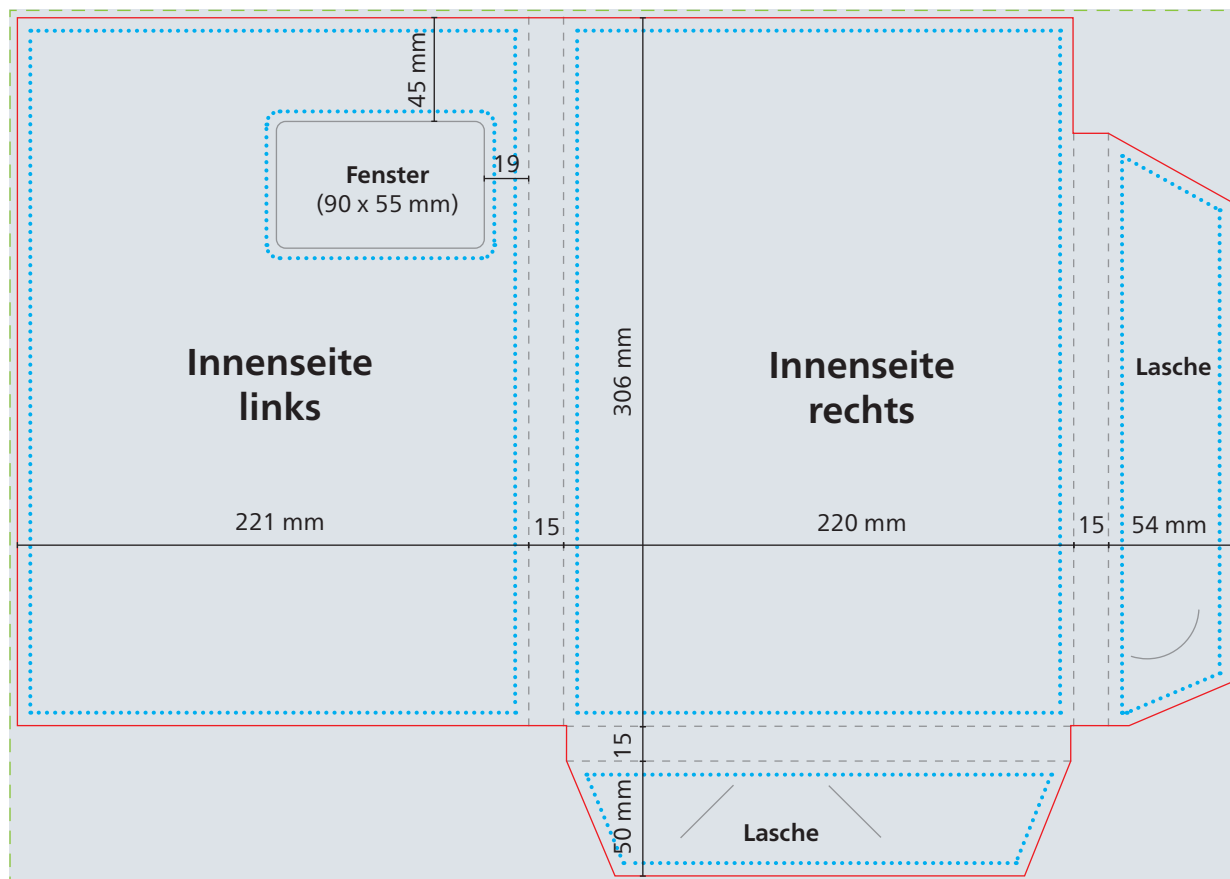 45 mm
19
Fenster
(90 x 55 mm)
Innenseite
links
306 mm
Innenseite
rechts
Lasche
221 mm
15
220 mm
15
54 mm
15
50 mm
Lasche